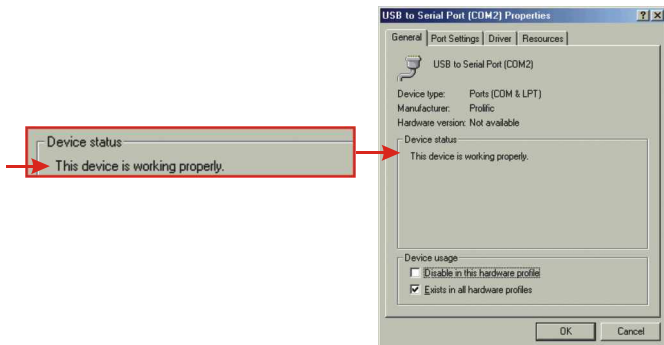 Device status
This device is working properly.
USB to Serial Port (COM2) Properties
General Port Settings Driver Resources
USB to Serial Port (COM2)
Device type: Ports (COM & LPT)
Manufacturer: Prolific
Hardware version: Not available
Device status
This device is working properly.
Device usage
Disable in this hardware profile
Exists in all hardware profiles
OK Cancel